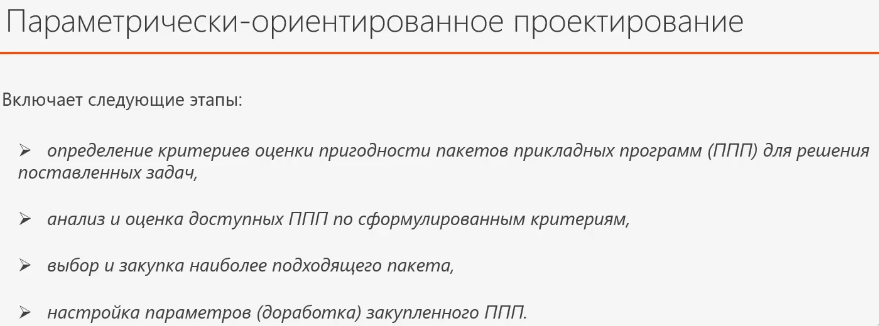 Параметрически-ориентированное проектирование
Включает следующие этапы:
➢ определение критериев оценки пригодности пакетов прикладных программ (ППП) для решения
поставленных задач,
➢ анализ и оценка доступных ППП по сформулированным критериям,
➢ выбор и закупка наиболее подходящего пакета,
➢ настройка параметров (доработка) закупленного ППП.